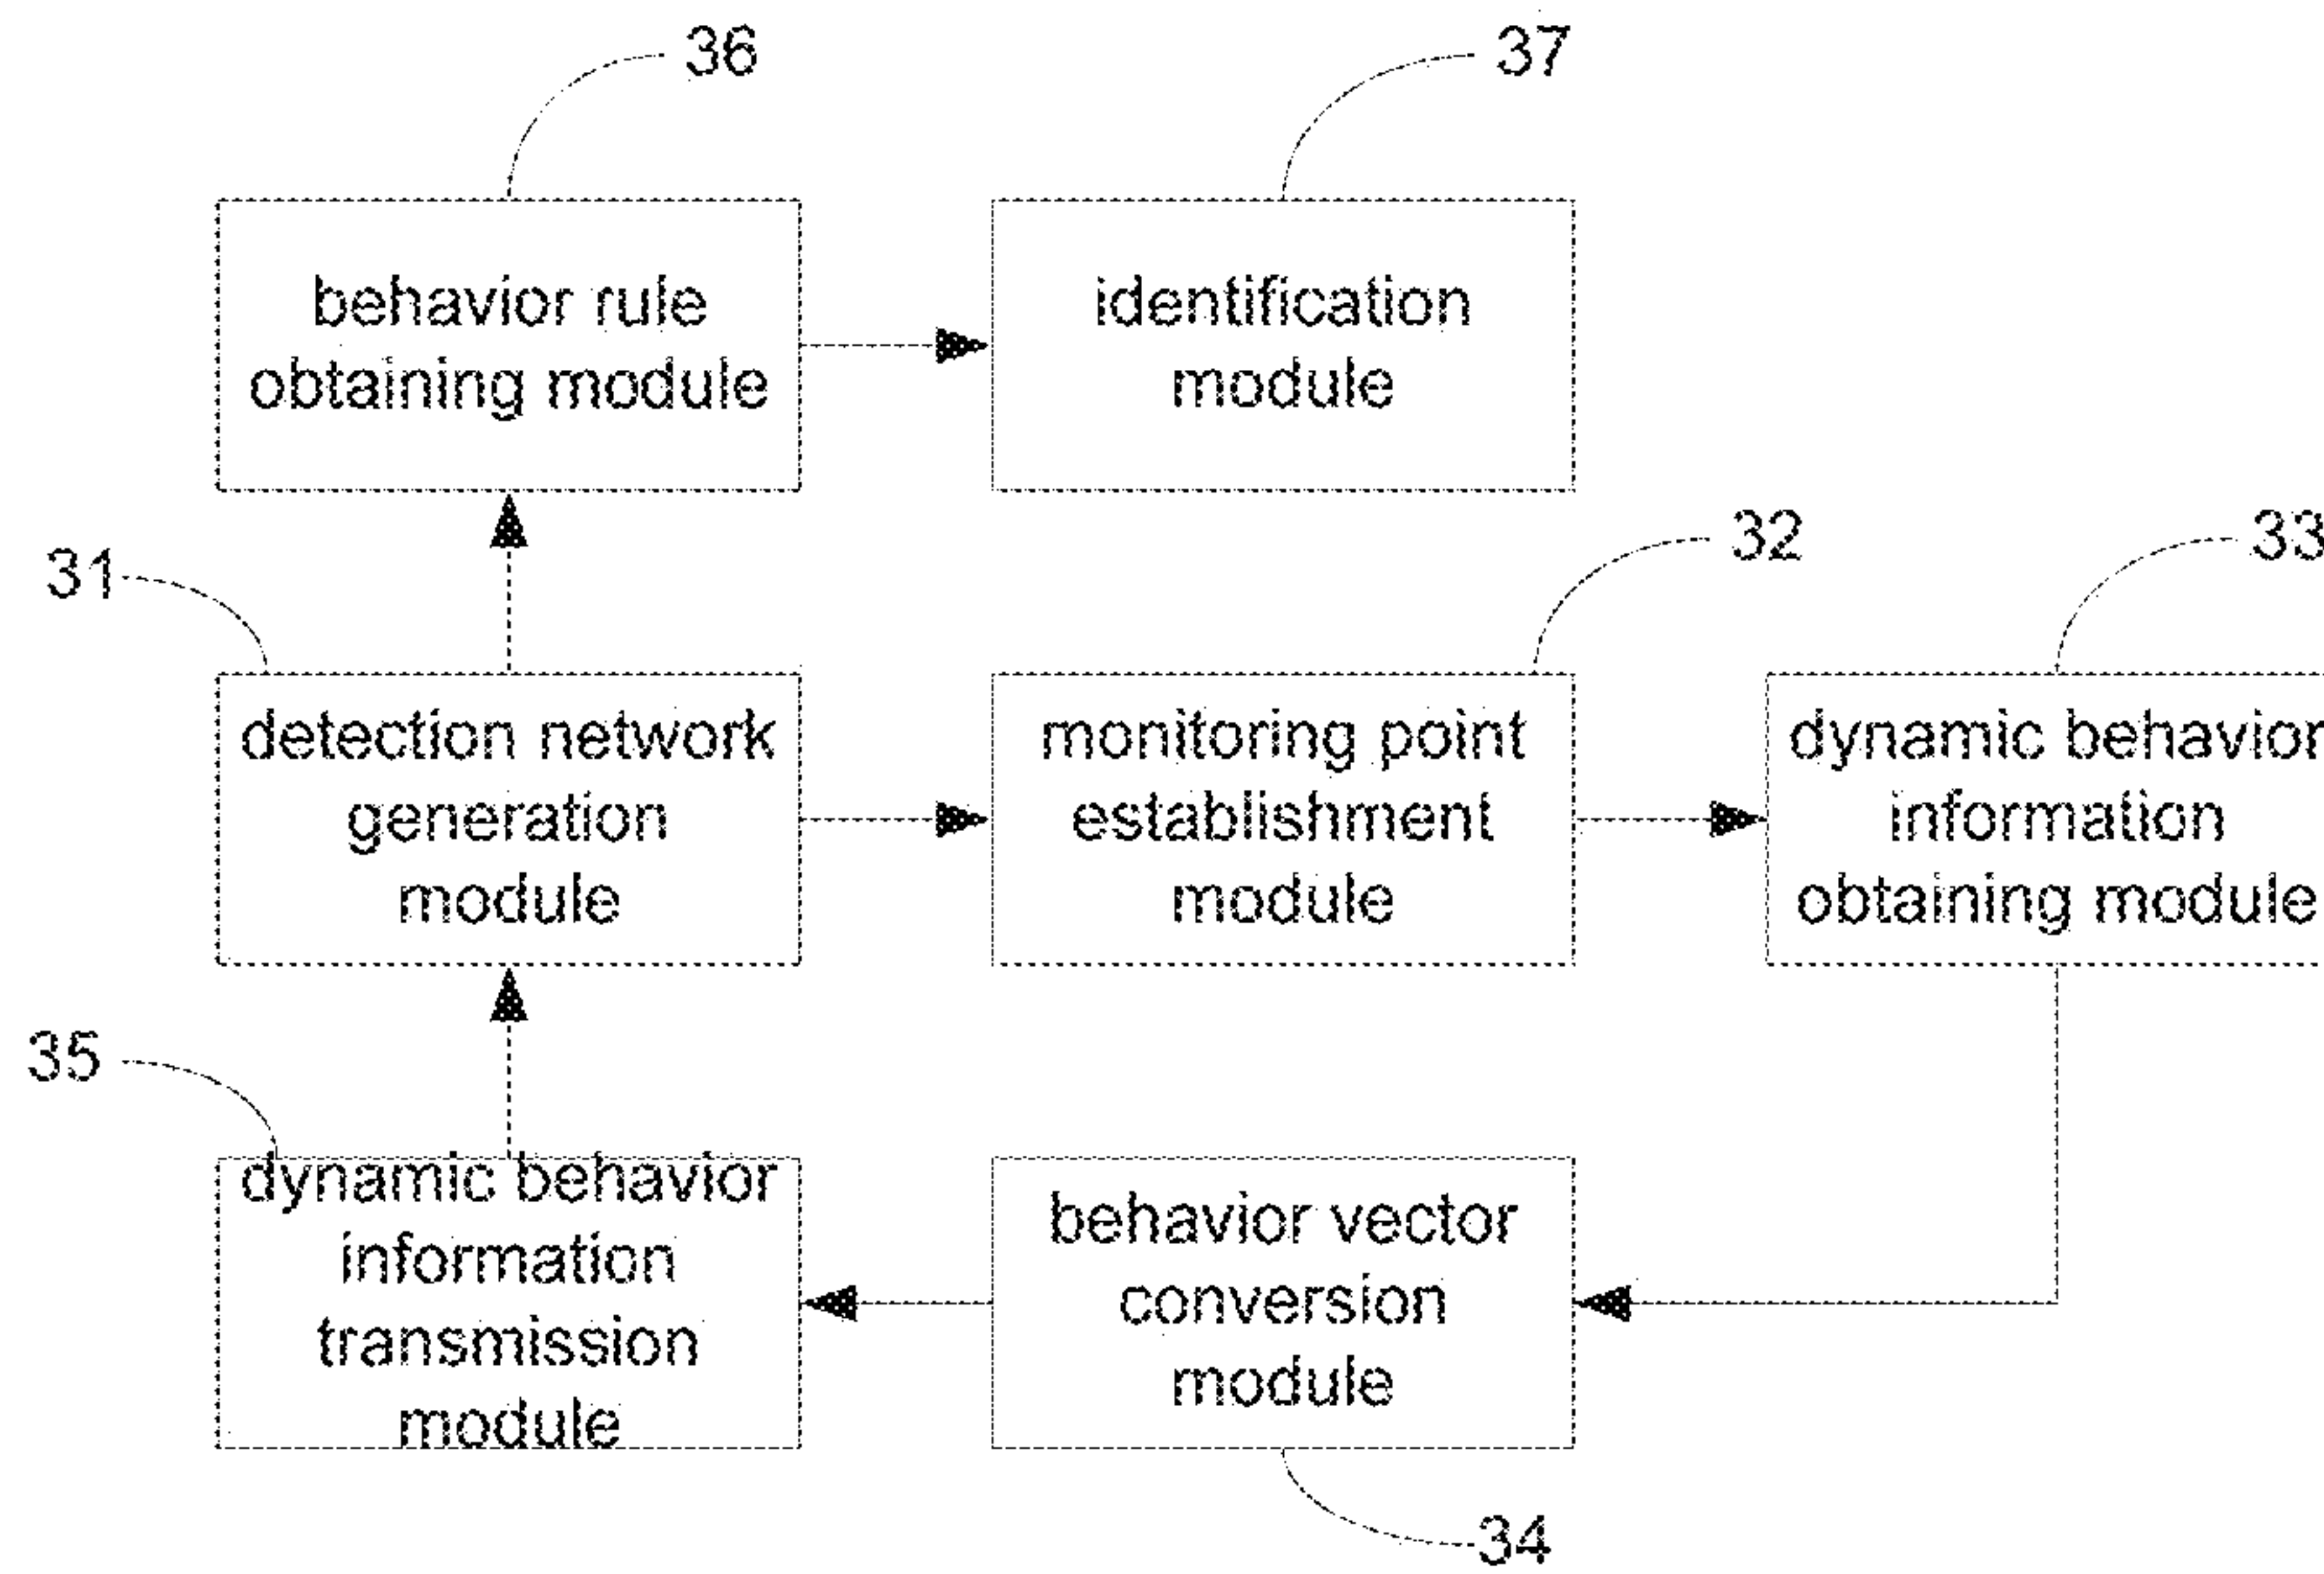 36
37
behavior rule
obtaining module
identification
module
31
32
33
detection network
generation
module
monitoring point
establishment
module
dynamic behavior
information
obtaining module
35
dynamic behavior
information
transmission
module
behavior vector
conversion
module
34